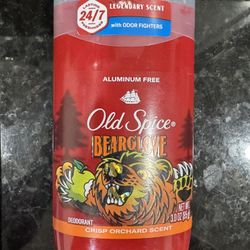 LEGENDARY SCENT
24/7
with ODOR FIGHTERS
ALUMINUM FREE
Old Spice®
BEARGLOVE
DEODORANT
CRISP ORCHARD SCENT
NET WT. 3.0 OZ (85 g)